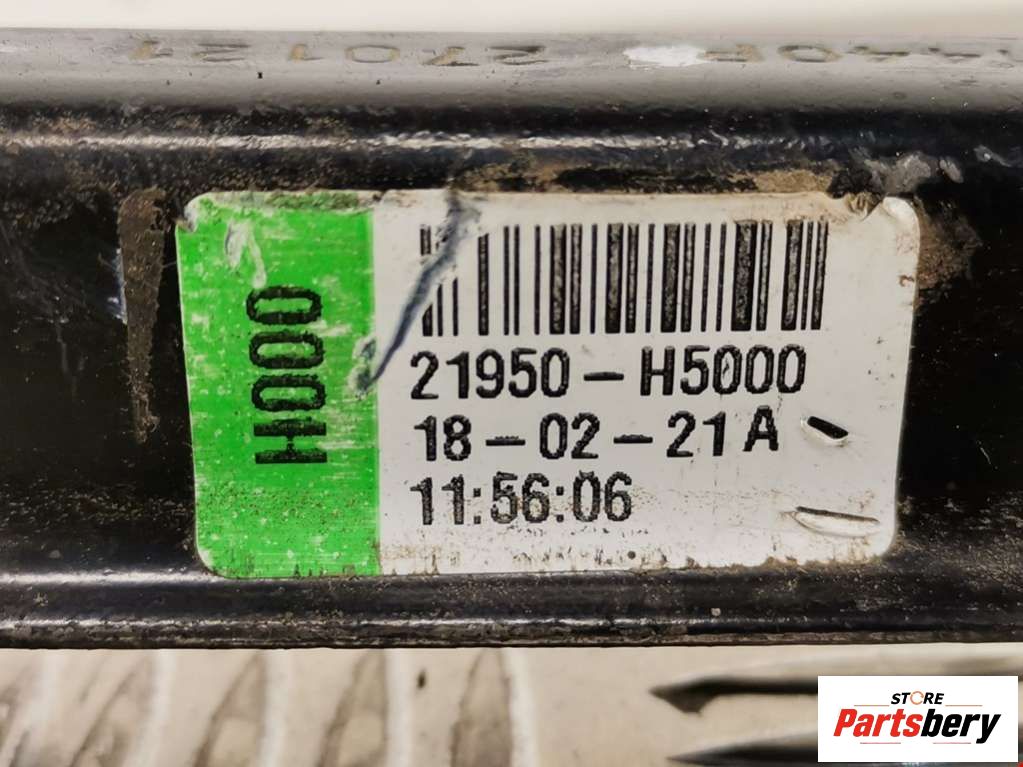 H000
21950-H5000
18-02-21 A
11:56:06
STORE
Partsbery